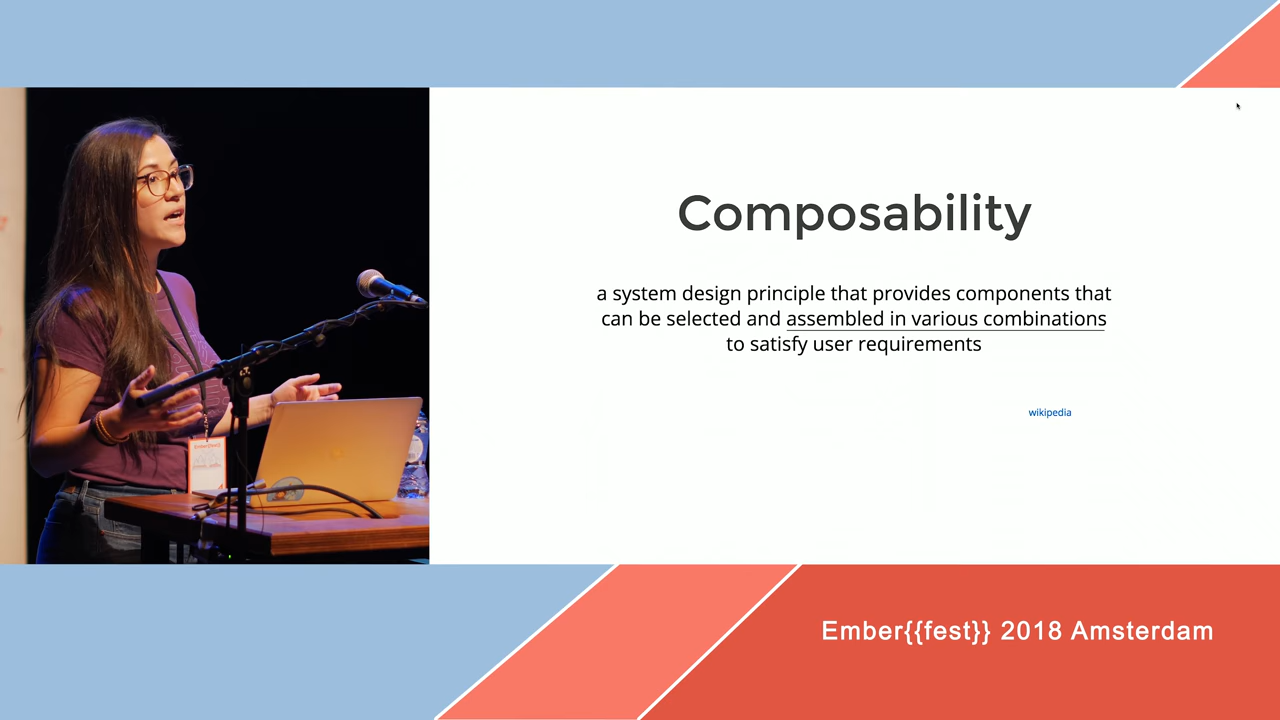 Composability
a system design principle that provides components that
can be selected and assembled in various combinations
to satisfy user requirements
wikipedia
Ember{{fest}} 2018 Amsterdam